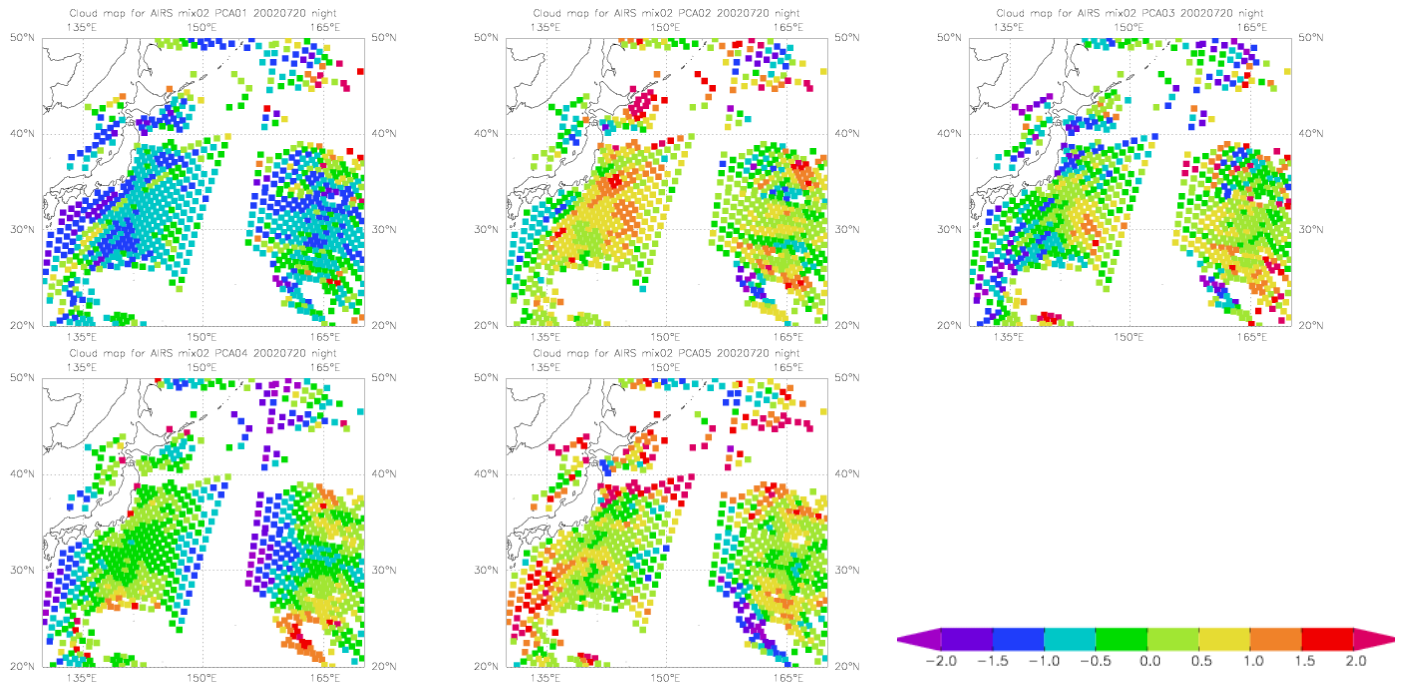 Cloud map for AIRS mix02 PCA01 20020720 night
135°E 150°E 165°E
50°N 50°N
40°N 40°N
30°N 30°N
20°N 20°N
135°E 150°E 165°E
Cloud map for AIRS mix02 PCA02 20020720 night
135°E 150°E 165°E
50°N 50°N
40°N 40°N
30°N 30°N
20°N 20°N
135°E 150°E 165°E
Cloud map for AIRS mix02 PCA03 20020720 night
135°E 150°E 165°E
50°N 50°N
40°N 40°N
30°N 30°N
20°N 20°N
135°E 150°E 165°E
Cloud map for AIRS mix02 PCA04 20020720 night
135°E 150°E 165°E
50°N 50°N
40°N 40°N
30°N 30°N
20°N 20°N
135°E 150°E 165°E
Cloud map for AIRS mix02 PCA05 20020720 night
135°E 150°E 165°E
50°N 50°N
40°N 40°N
30°N 30°N
20°N 20°N
135°E 150°E 165°E
−2.0 −1.5 −1.0 −0.5 0.0 0.5 1.0 1.5 2.0